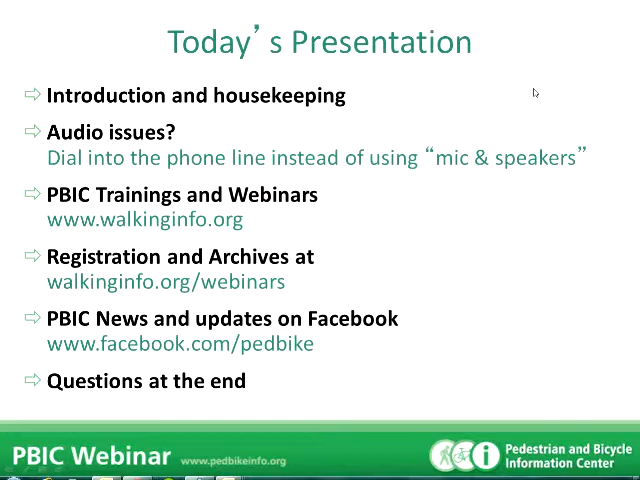 Today's Presentation
Introduction and housekeeping
Audio issues?
Dial into the phone line instead of using “mic & speakers”
PBIC Trainings and Webinars
www.walkinginfo.org
Registration and Archives at
walkinginfo.org/webinars
PBIC News and updates on Facebook
www.facebook.com/pedbike
Questions at the end
PBIC Webinar www.pedbikeinfo.org
Pedestrian and Bicycle
Information Center